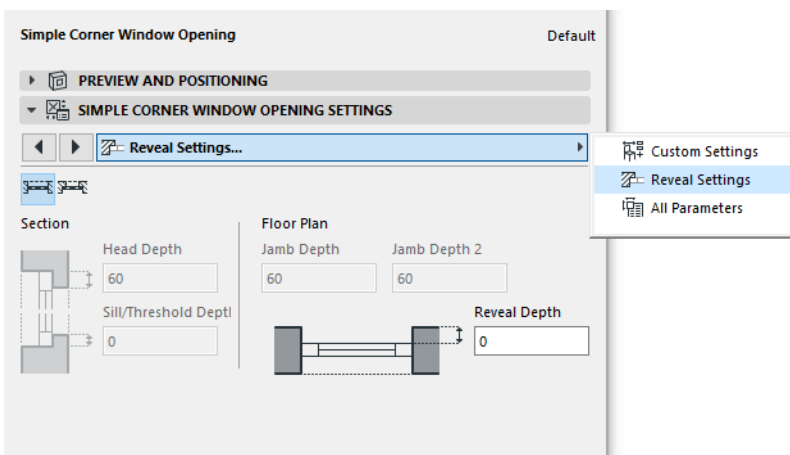 Simple Corner Window Opening Default
PREVIEW AND POSITIONING
SIMPLE CORNER WINDOW OPENING SETTINGS
Reveal Settings...
Custom Settings
Reveal Settings
All Parameters
Section Floor Plan
Head Depth Jamb Depth Jamb Depth 2
60 60 60
Sill/Threshold Deptl Reveal Depth
0 0